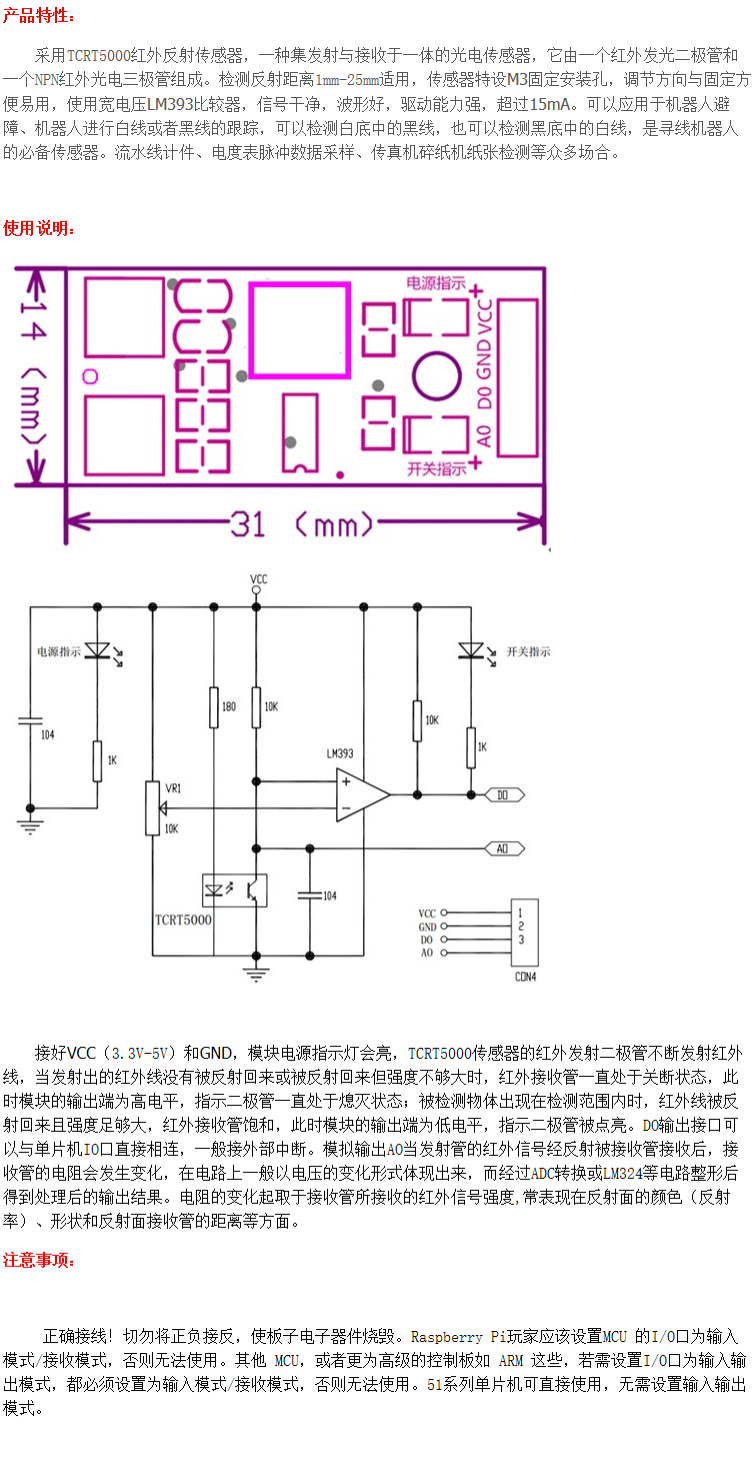 产品特性：
采用TCRT5000红外反射传感器，一种集发射与接收于一体的光电传感器，它由一个红外发光二极管和
一个NPN红外光电三极管组成。检测反射距离1mm-25mm适用，传感器特设M3固定安装孔，调节方向与固定方
便易用，使用宽电压LM393比较器，信号干净，波形好，驱动能力强，超过15mA。可以应用于机器人避
障、机器人进行白线或者黑线的跟踪，可以检测白底中的黑线，也可以检测黑底中的白线，是寻线机器人
的必备传感器。流水线计件、电度表脉冲数据采样、传真机碎纸机纸张检测等众多场合。
使用说明：
14 (mm)
电源指示
+
A0 D0 GND VCC
开关指示
+
31 (mm)
VCC
电源指示
开关指示
180
10K
104
1K
10K
1K
LM393
+
-
VR1
10K
D0
A0
TCRT5000
104
VCC 1
GND 2
D0 3
A0
CON4
接好VCC（3.3V-5V）和GND，模块电源指示灯会亮，TCRT5000传感器的红外发射二极管不断发射红外
线，当发射出的红外线没有被反射回来或被反射回来但强度不够大时，红外接收管一直处于关断状态，此
时模块的输出端为高电平，指示二极管一直处于熄灭状态；被检测物体出现在检测范围内时，红外线被反
射回来且强度足够大，红外接收管饱和，此时模块的输出端为低电平，指示二极管被点亮。DO输出接口可
以与单片机IO口直接相连，一般接外部中断。模拟输出AO当发射管的红外信号经反射被接收管接收后，接
收管的电阻会发生变化，在电路上一般以电压的变化形式体现出来，而经过ADC转换或LM324等电路整形后
得到处理后的输出结果。电阻的变化起取于接收管所接收的红外信号强度,常表现在反射面的颜色（反射
率）、形状和反射面接收管的距离等方面。
注意事项：
正确接线！切勿将正负接反，使板子电子器件烧毁。Raspberry Pi玩家应该设置MCU 的I/O口为输入
模式/接收模式，否则无法使用。其他 MCU，或者更为高级的控制板如 ARM 这些，若需设置I/O口为输入输
出模式，都必须设置为输入模式/接收模式，否则无法使用。51系列单片机可直接使用，无需设置输入输出
模式。